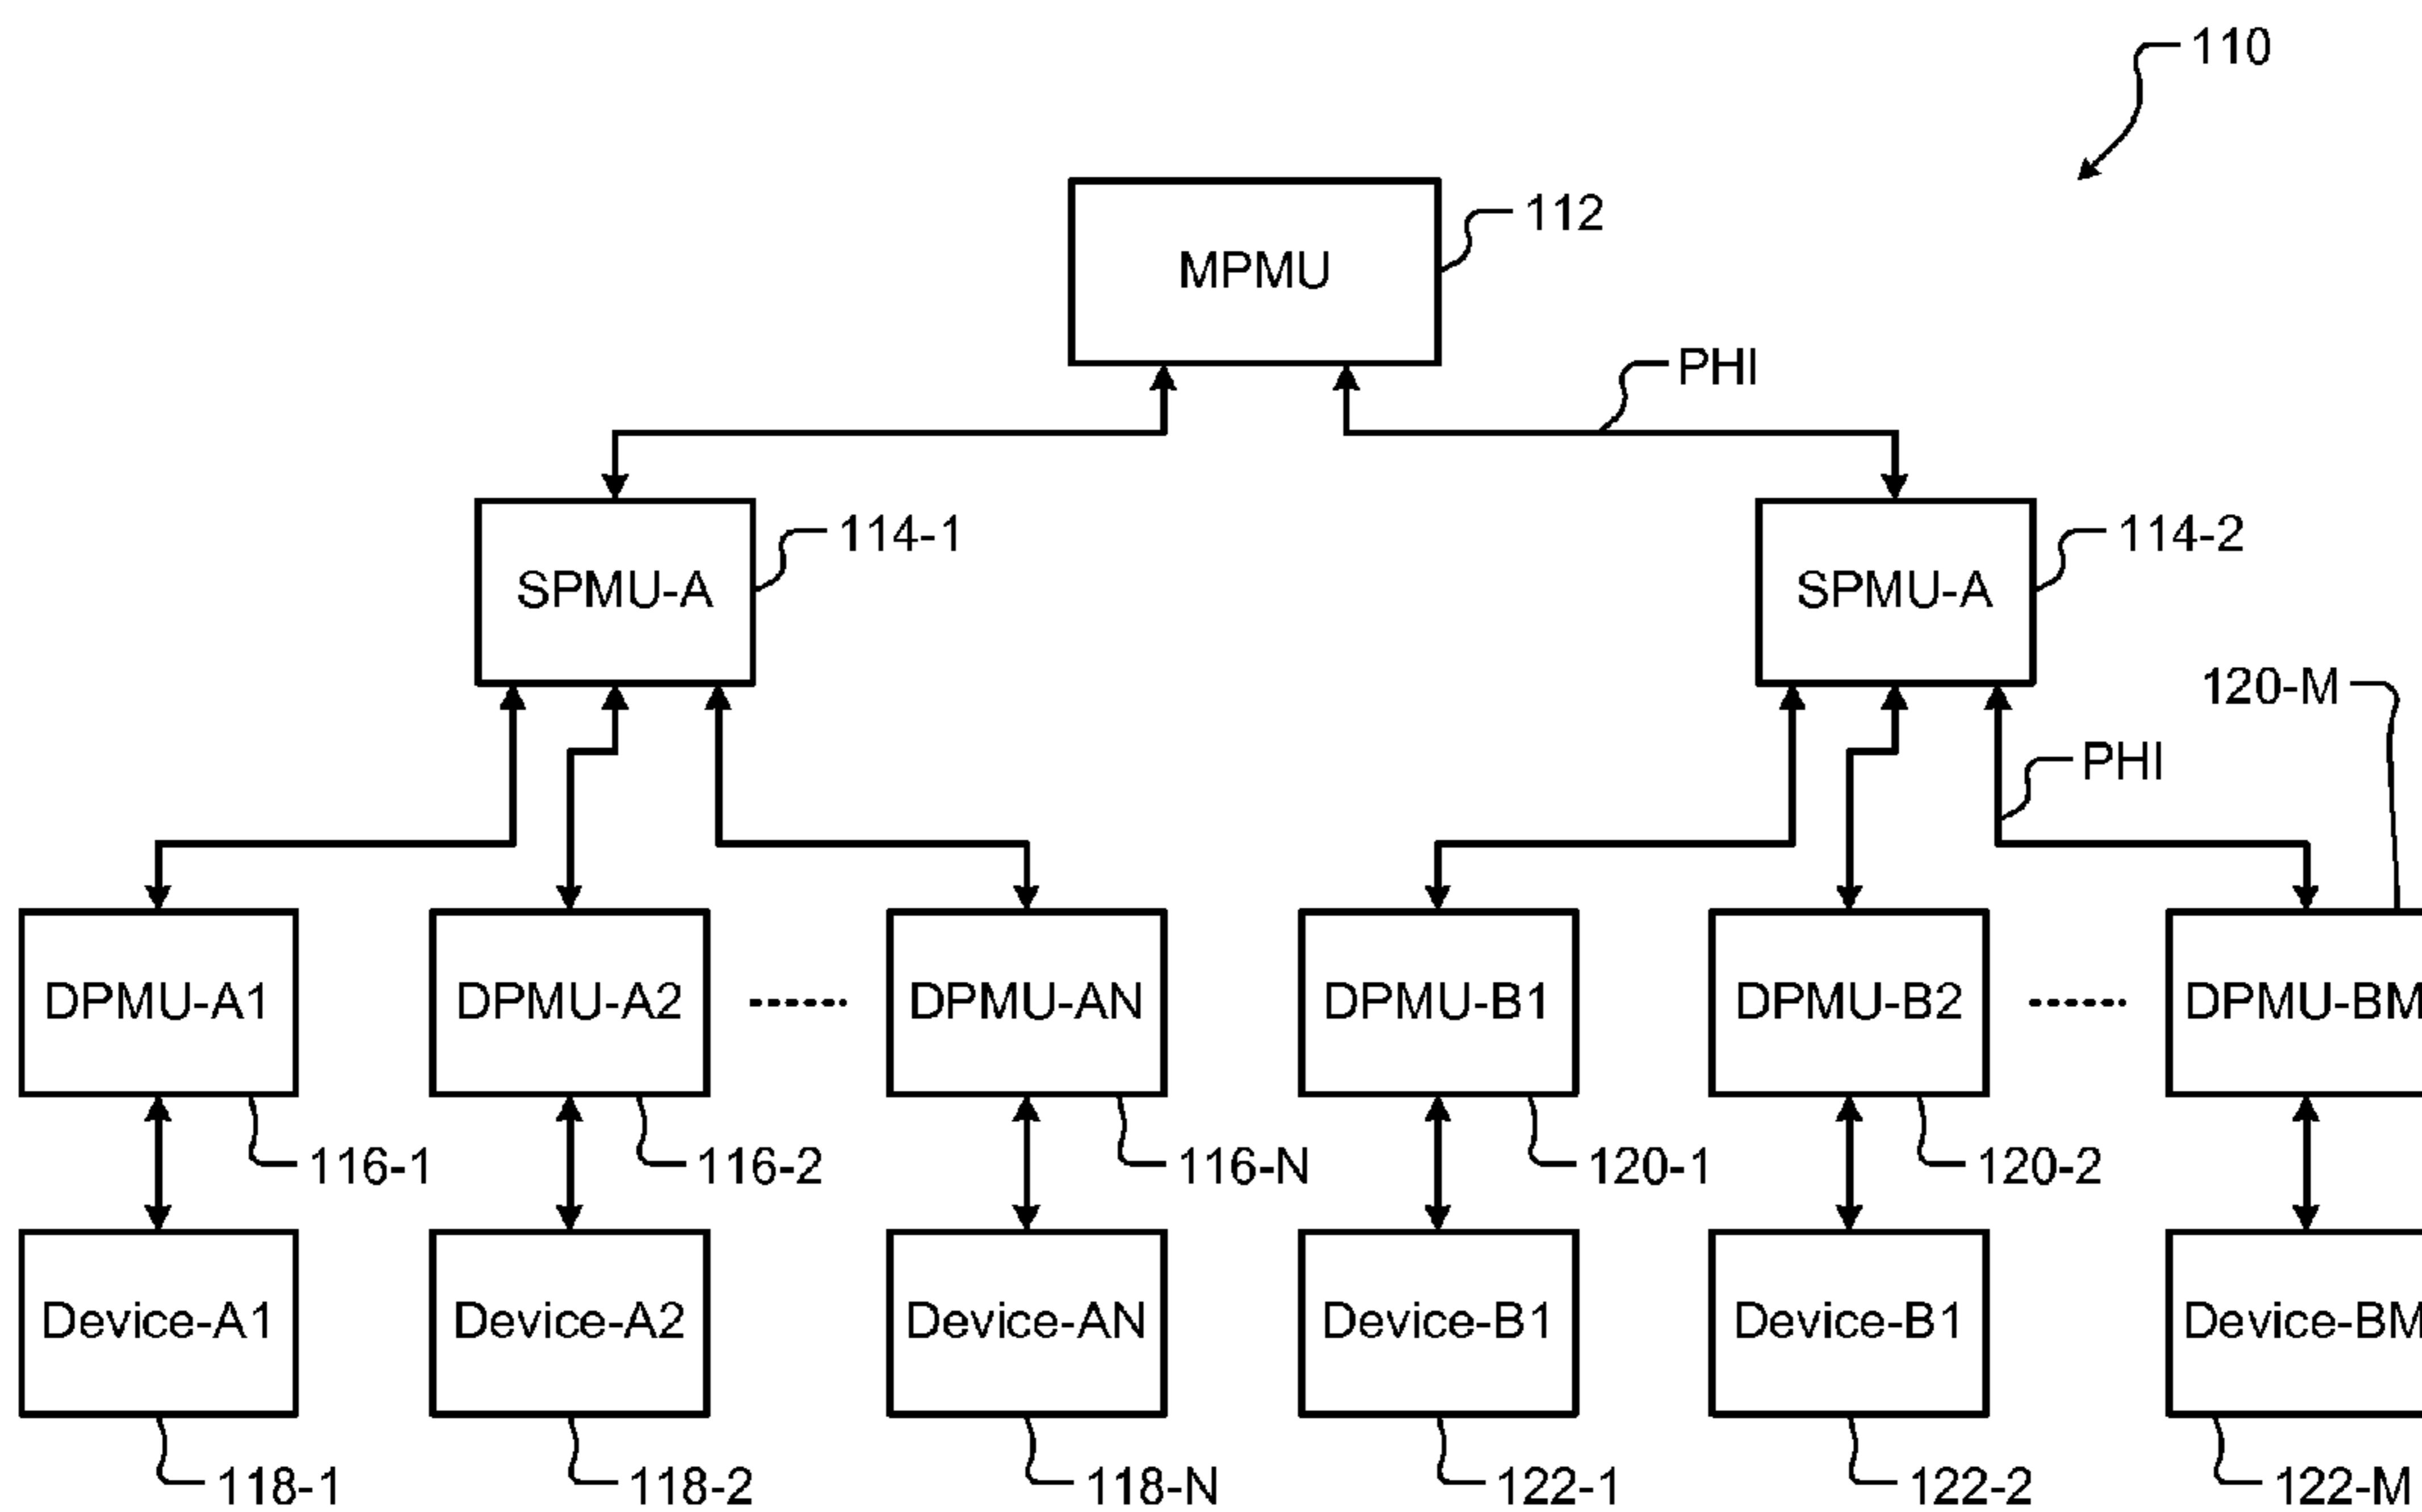 110
112
MPMU
PHI
114-1
114-2
SPMU-A
SPMU-A
120-M
PHI
DPMU-A1
DPMU-A2
DPMU-AN
DPMU-B1
DPMU-B2
DPMU-BM
116-1
116-2
116-N
120-1
120-2
Device-A1
Device-A2
Device-AN
Device-B1
Device-B1
Device-BM
118-1
118-2
118-N
122-1
122-2
122-M